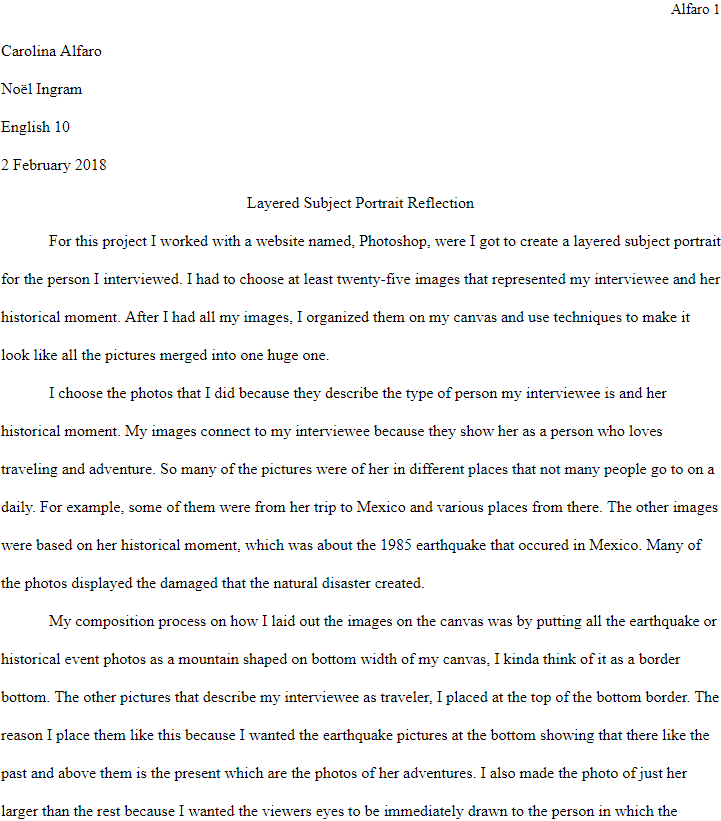 Alfaro 1
Carolina Alfaro
Noël Ingram
English 10
2 February 2018
Layered Subject Portrait Reflection
For this project I worked with a website named, Photoshop, were I got to create a layered subject portrait
for the person I interviewed. I had to choose at least twenty-five images that represented my interviewee and her
historical moment. After I had all my images, I organized them on my canvas and use techniques to make it
look like all the pictures merged into one huge one.
I choose the photos that I did because they describe the type of person my interviewee is and her
historical moment. My images connect to my interviewee because they show her as a person who loves
traveling and adventure. So many of the pictures were of her in different places that not many people go to on a
daily. For example, some of them were from her trip to Mexico and various places from there. The other images
were based on her historical moment, which was about the 1985 earthquake that occured in Mexico. Many of
the photos displayed the damaged that the natural disaster created.
My composition process on how I laid out the images on the canvas was by putting all the earthquake or
historical event photos as a mountain shaped on bottom width of my canvas, I kinda think of it as a border
bottom. The other pictures that describe my interviewee as traveler, I placed at the top of the bottom border. The
reason I place them like this because I wanted the earthquake pictures at the bottom showing that there like the
past and above them is the present which are the photos of her adventures. I also made the photo of just her
larger than the rest because I wanted the viewers eyes to be immediately drawn to the person in which the